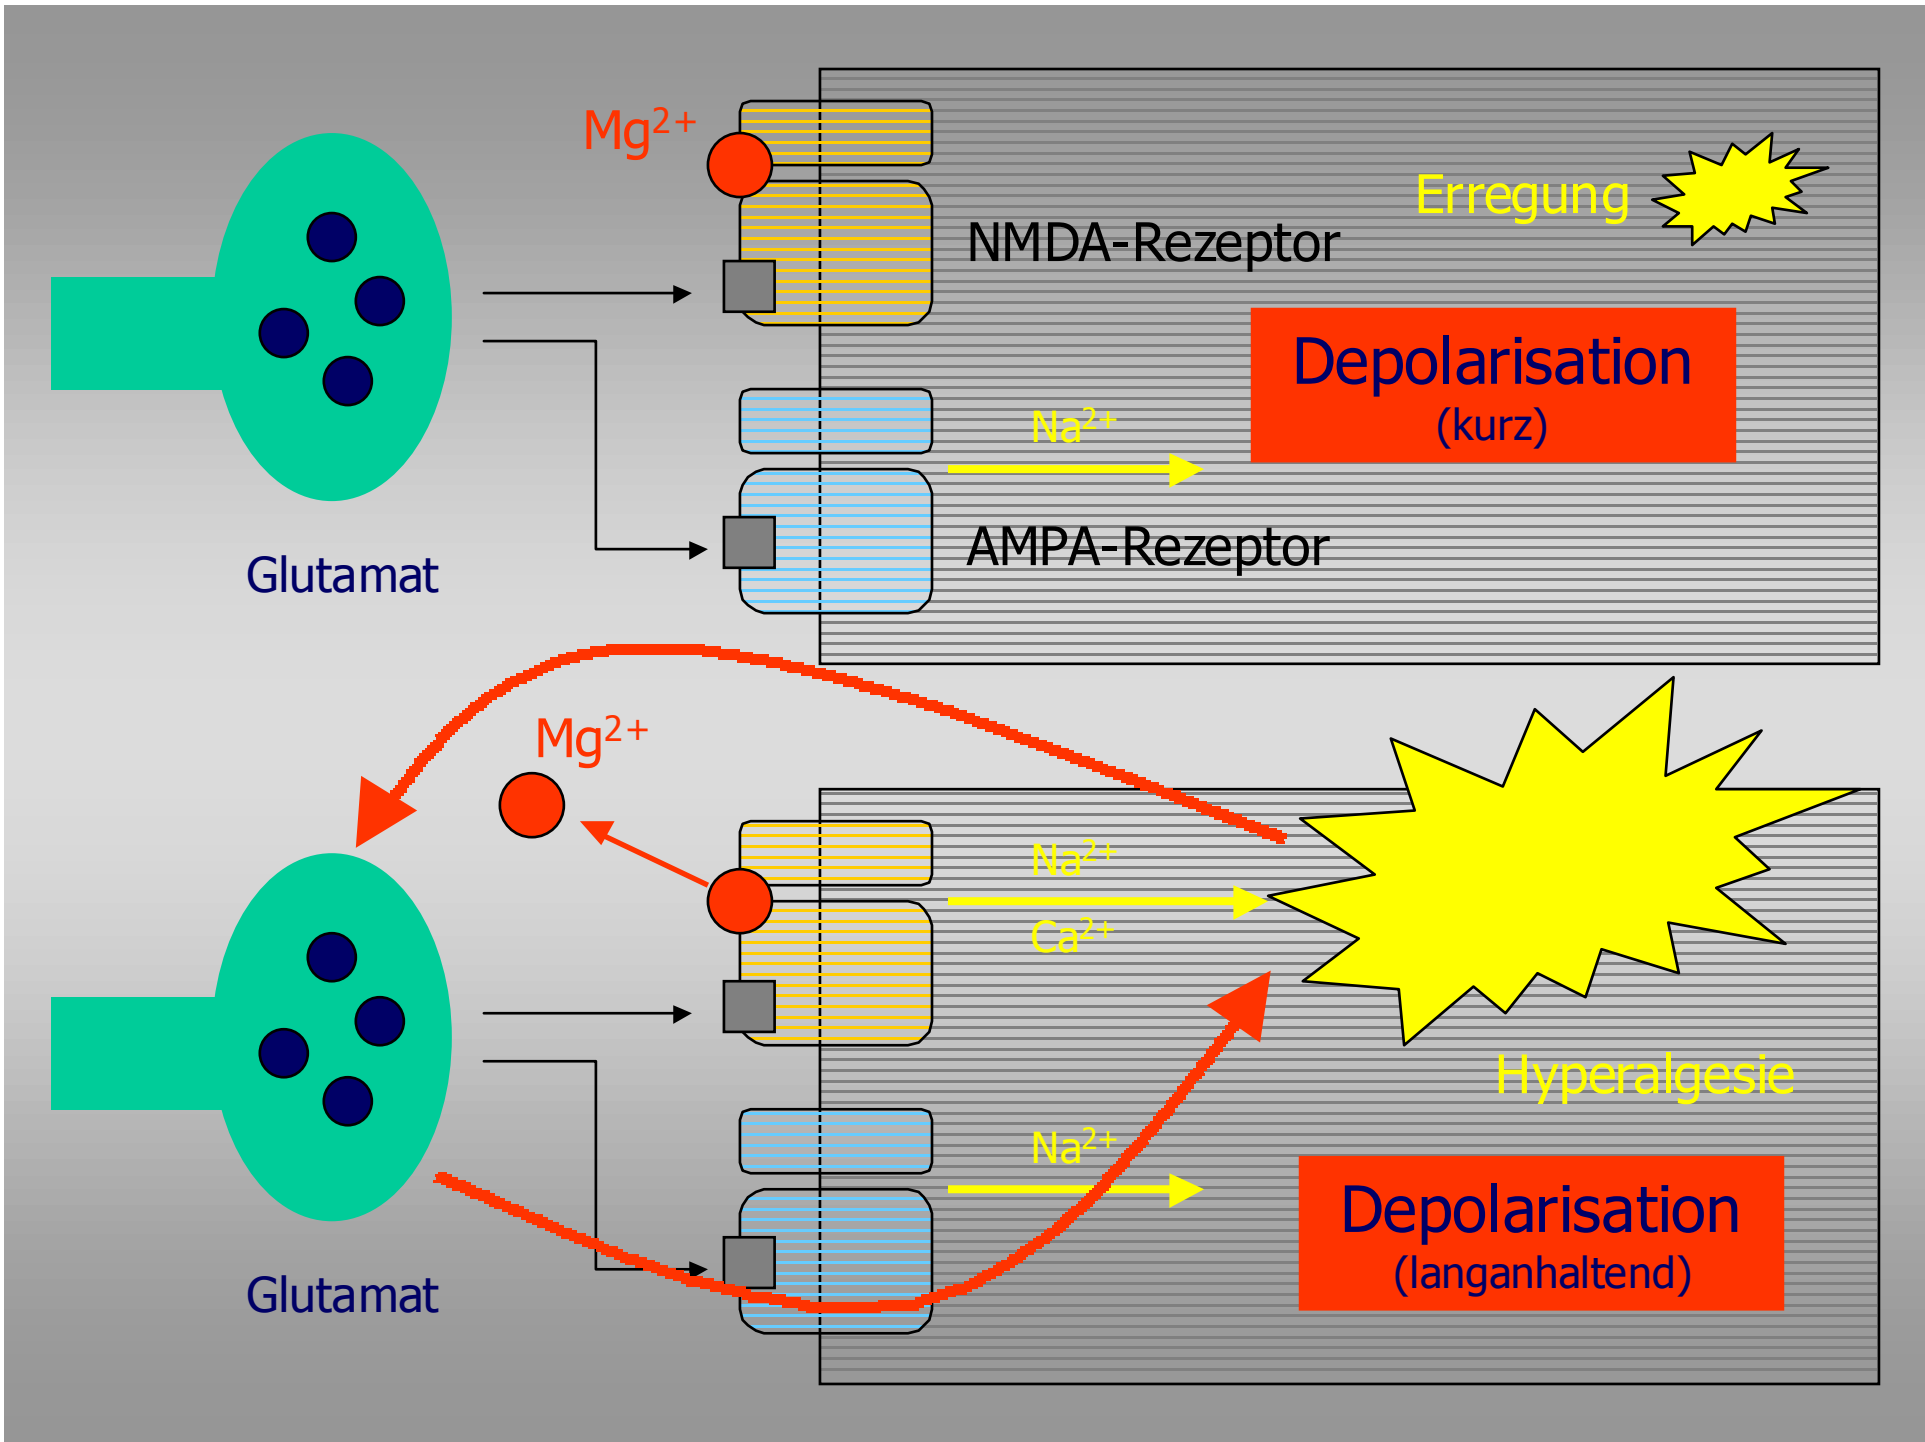 Mg²⁺
Erregung
NMDA-Rezeptor
Depolarisation
(kurz)
Na²⁺
AMPA-Rezeptor
Glutamat
Mg²⁺
Na²⁺
Ca²⁺
Hyperalgesie
Na²⁺
Depolarisation
(langanhaltend)
Glutamat